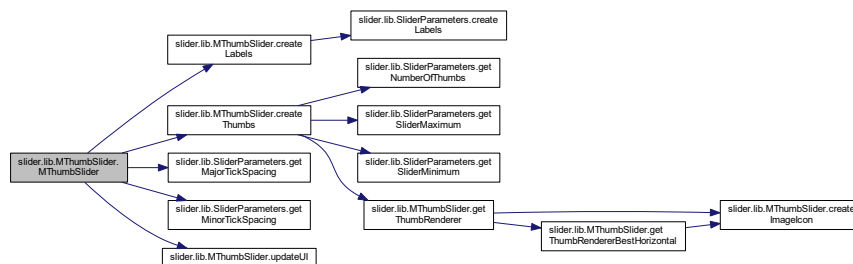 slider.lib.MThumbSlider.
MThumbSlider
slider.lib.MThumbSlider.create
Labels
slider.lib.SliderParameters.create
Labels
slider.lib.MThumbSlider.create
Thumbs
slider.lib.SliderParameters.get
NumberOfThumbs
slider.lib.SliderParameters.get
SliderMaximum
slider.lib.SliderParameters.get
SliderMinimum
slider.lib.MThumbSlider.get
ThumbRenderer
slider.lib.MThumbSlider.get
ThumbRendererBestHorizontal
slider.lib.MThumbSlider.create
ImageIcon
slider.lib.SliderParameters.get
MajorTickSpacing
slider.lib.SliderParameters.get
MinorTickSpacing
slider.lib.MThumbSlider.updateUI